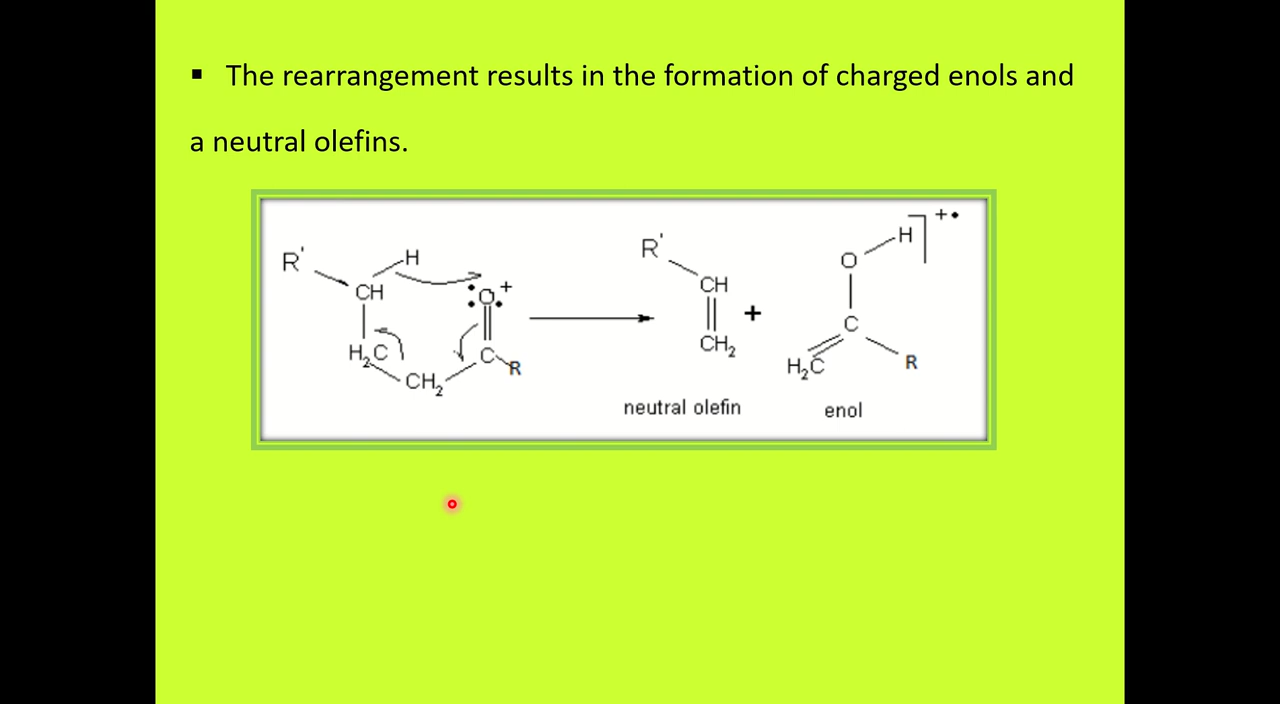 ▪ The rearrangement results in the formation of charged enols and
a neutral olefins.
R' H
CH :O:+
H₂C C R
CH₂
R'
CH
CH₂
+
H +•
O
C
H₂C R
neutral olefin enol